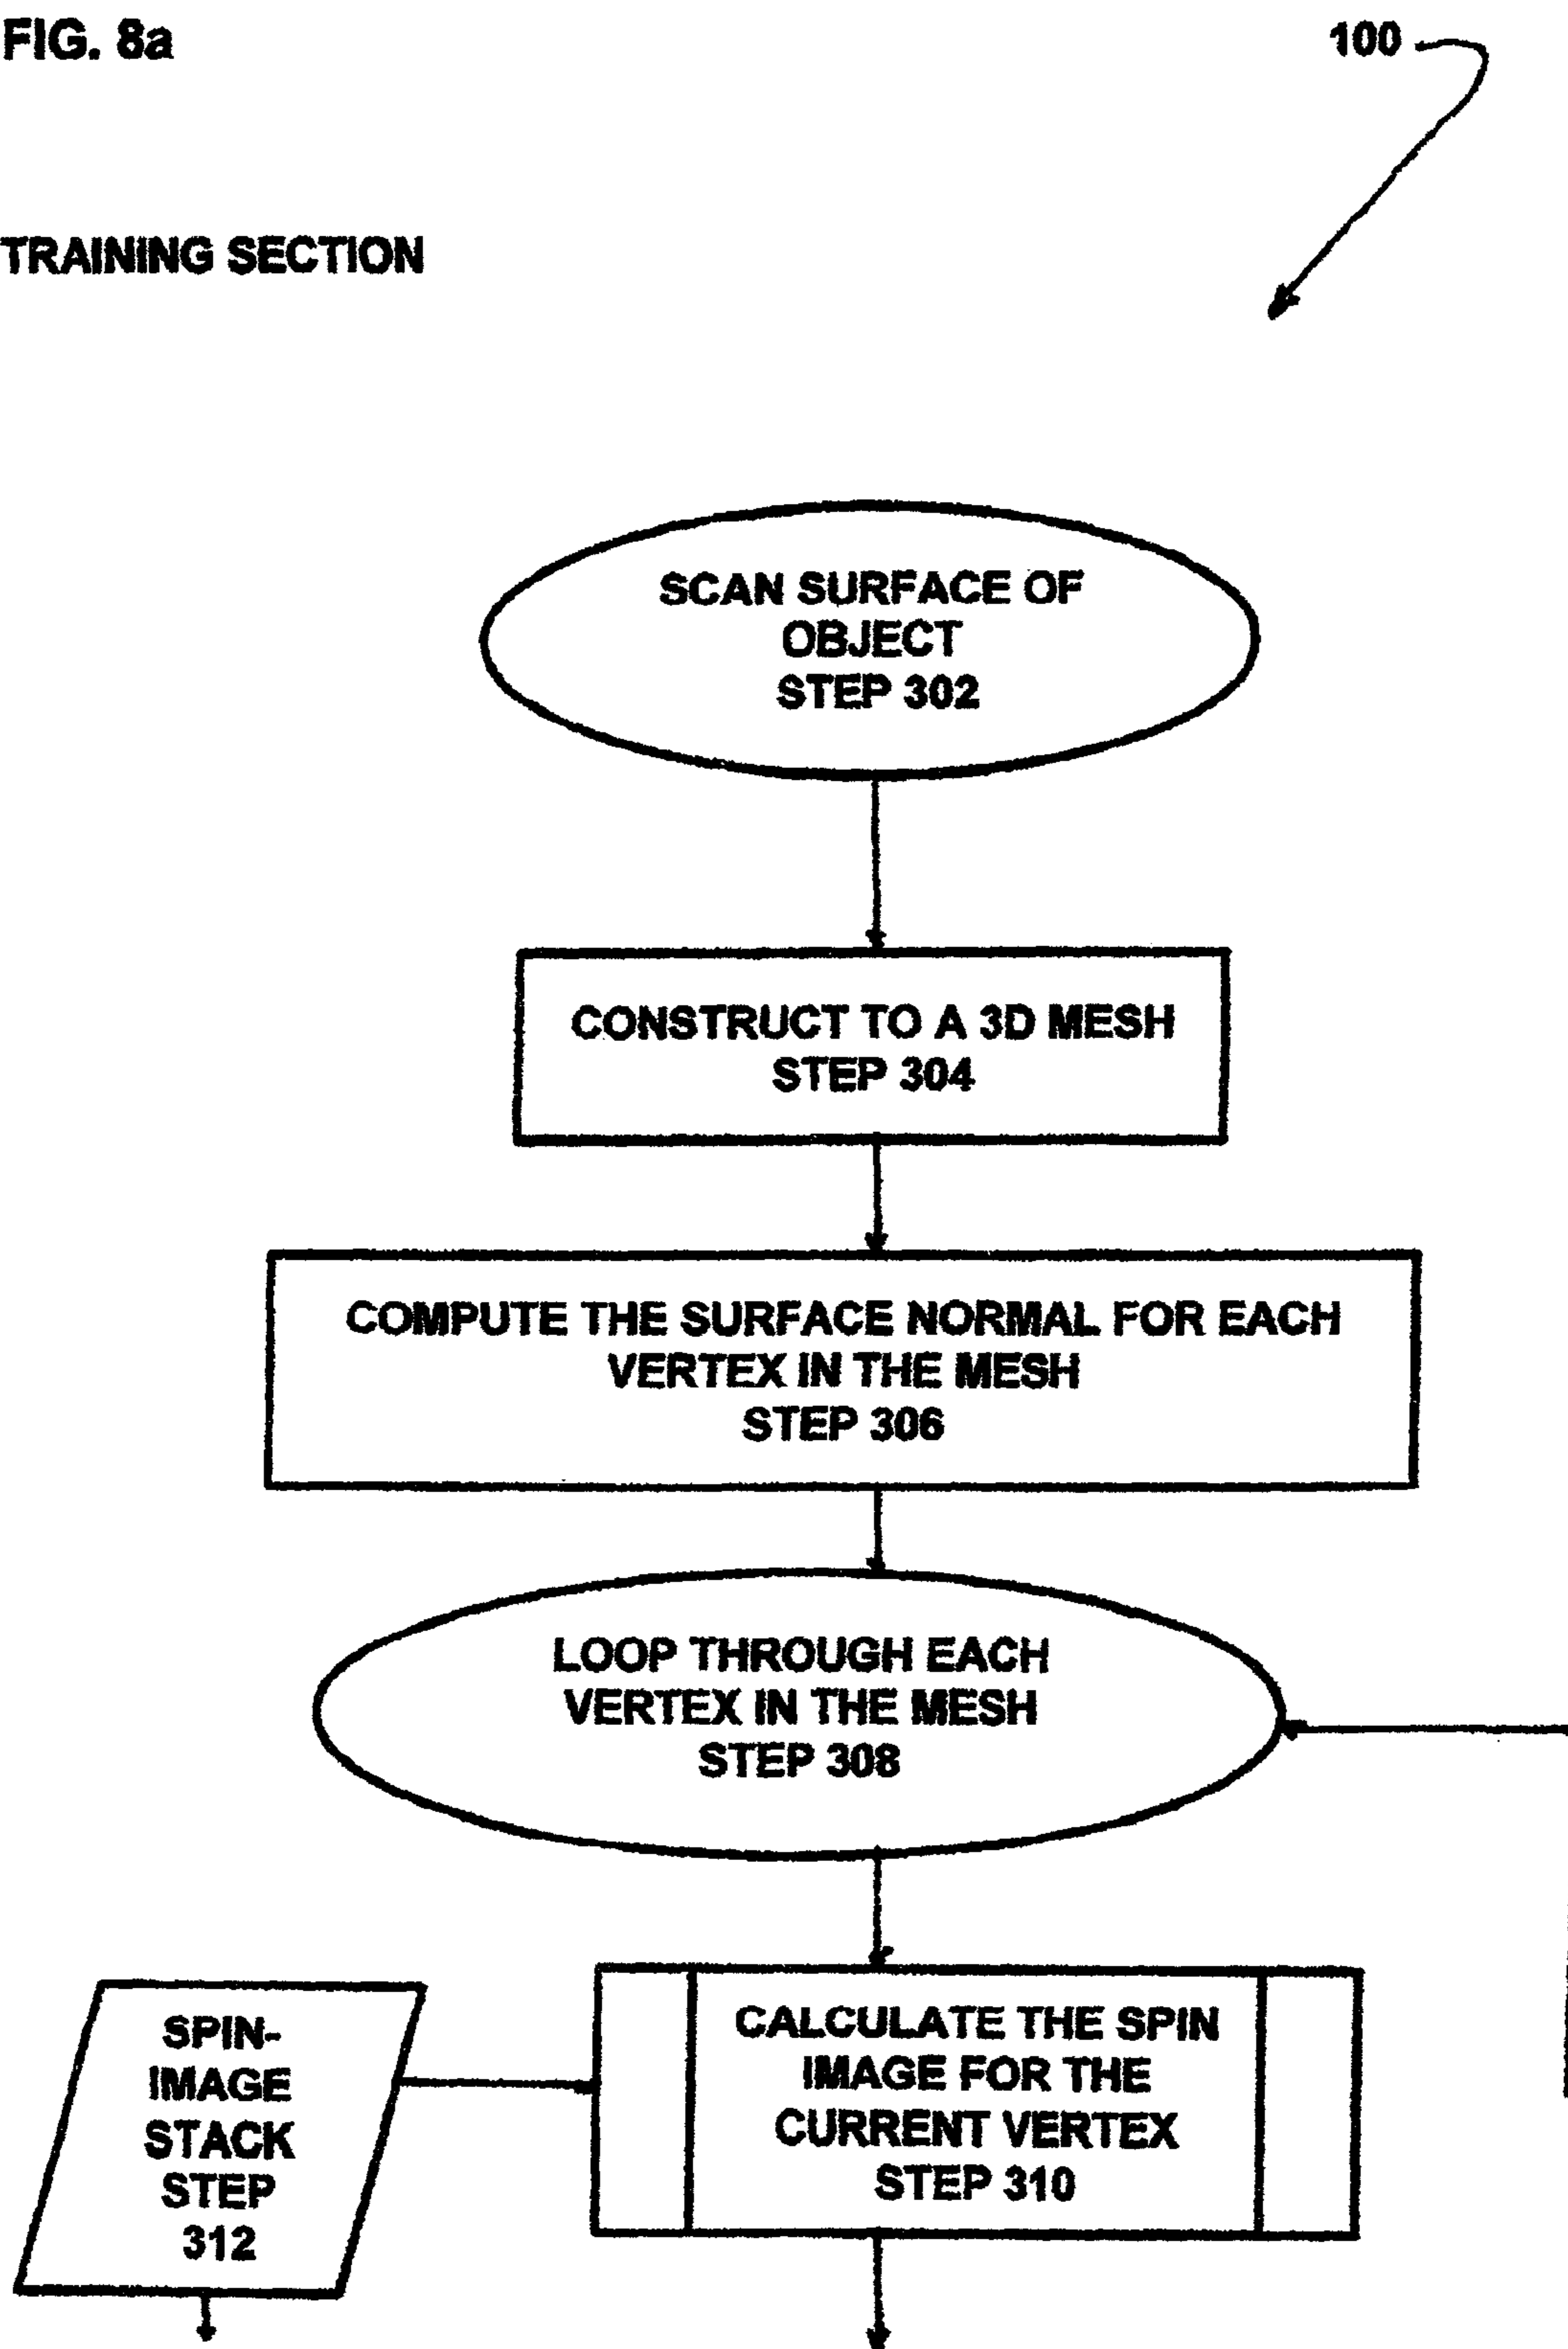 FIG. 8a
100
TRAINING SECTION
SCAN SURFACE OF
OBJECT
STEP 302
CONSTRUCT TO A 3D MESH
STEP 304
COMPUTE THE SURFACE NORMAL FOR EACH
VERTEX IN THE MESH
STEP 306
LOOP THROUGH EACH
VERTEX IN THE MESH
STEP 308
SPIN-
IMAGE
STACK
STEP
312
CALCULATE THE SPIN
IMAGE FOR THE
CURRENT VERTEX
STEP 310